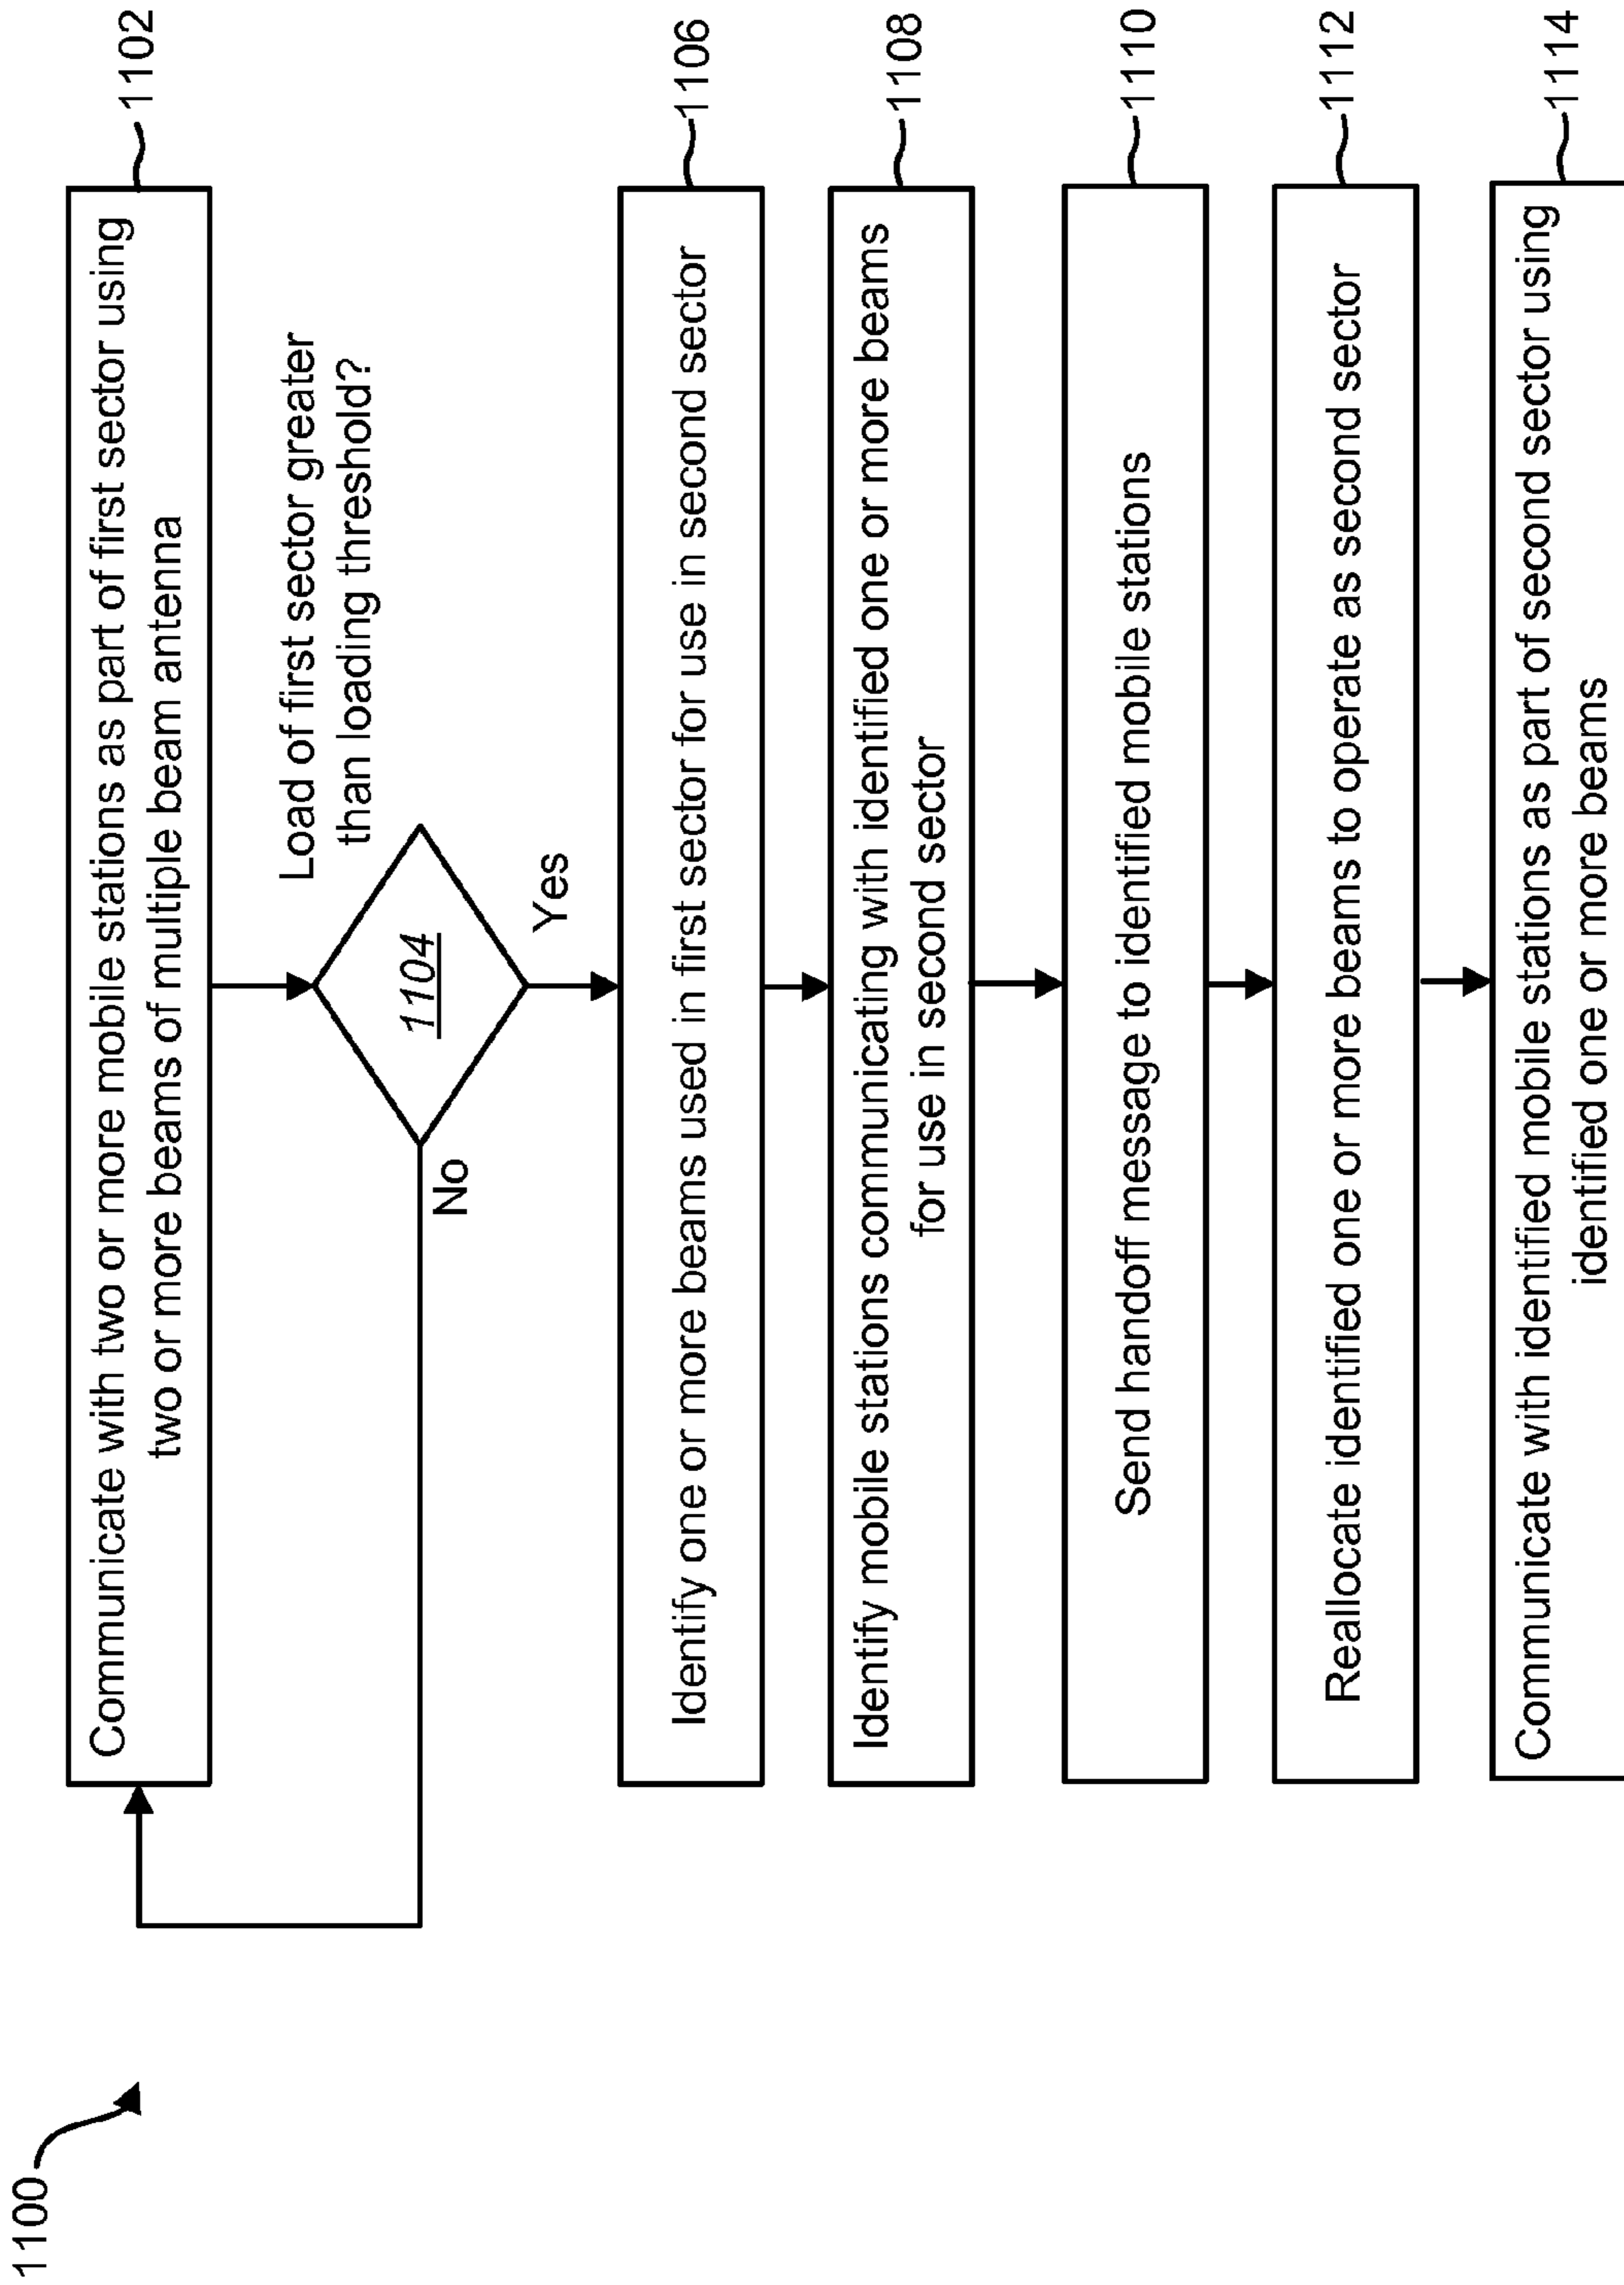 1100
Communicate with two or more mobile stations as part of first sector using
two or more beams of multiple beam antenna
1102
Load of first sector greater
than loading threshold?
1104
No
Yes
Identify one or more beams used in first sector for use in second sector
1106
Identify mobile stations communicating with identified one or more beams
for use in second sector
1108
Send handoff message to identified mobile stations
1110
Reallocate identified one or more beams to operate as second sector
1112
Communicate with identified mobile stations as part of second sector using
identified one or more beams
1114